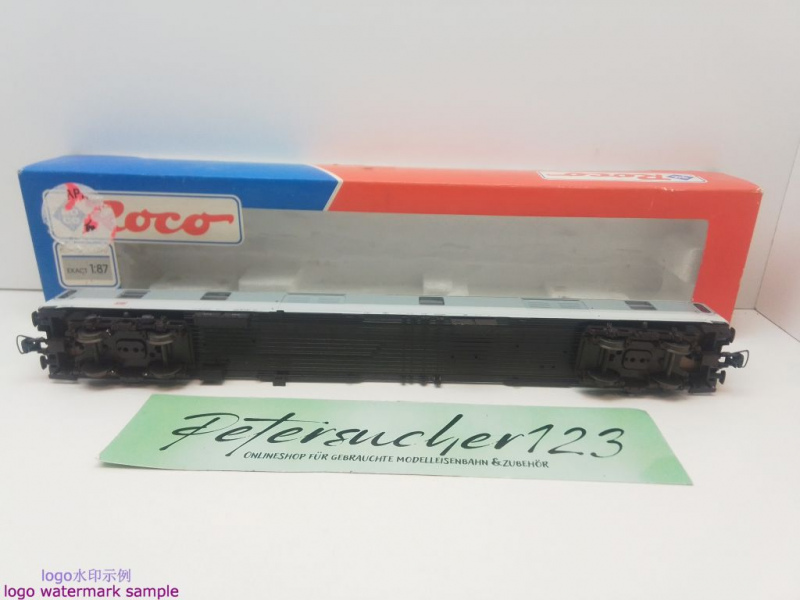 Roco
Roco
EXACT 1:87
Petersucher123
ONLINESHOP FÜR GEBRAUCHTE MODELLEISENBAHN & ZUBEHÖR
logo水印示例
logo watermark sample